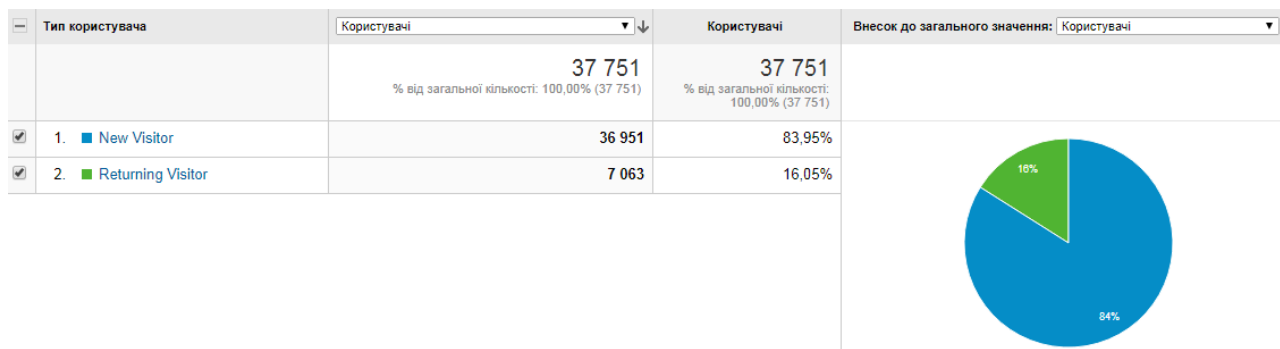 Тип користувача Користувачі Користувачі Внесок до загального значення: Користувачі
37 751 37 751
% від загальної кількості: 100,00% (37 751) % від загальної кількості:
100,00% (37 751)
1. New Visitor 36 951 83,95%
2. Returning Visitor 7 063 16,05%
16%
84%